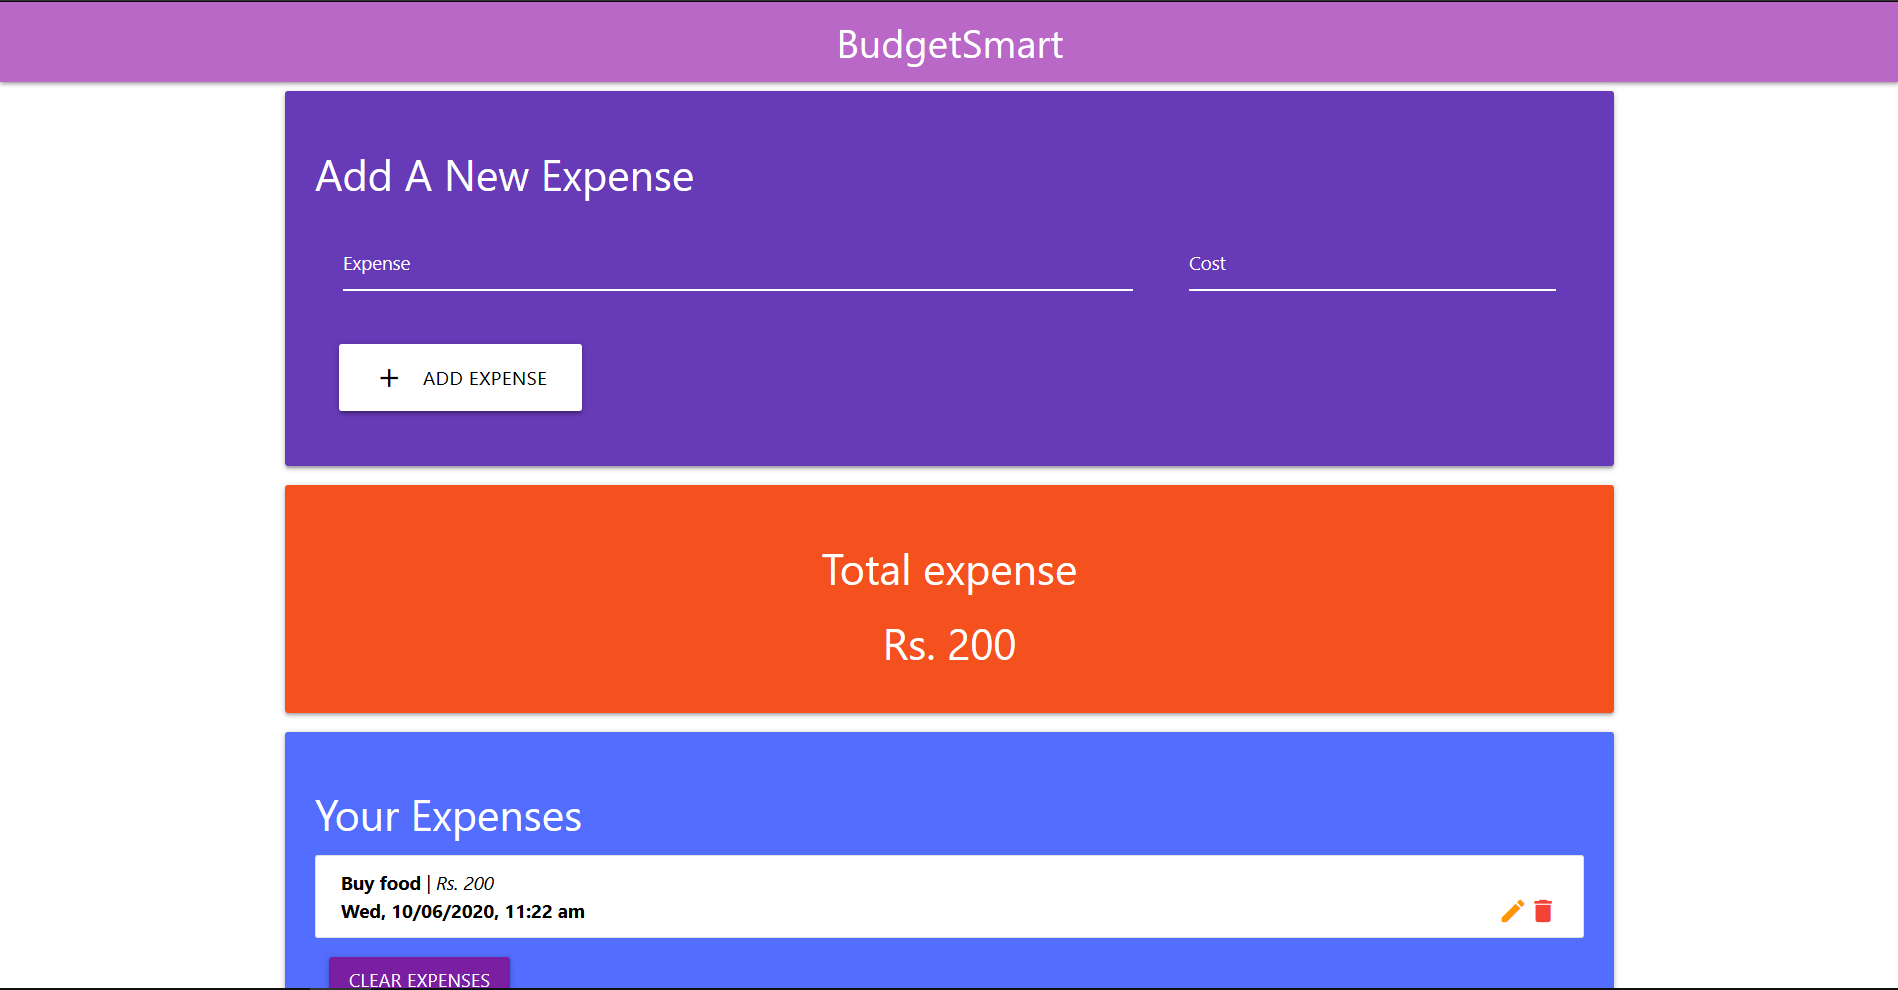 BudgetSmart
Add A New Expense
Expense
Cost
ADD EXPENSE
Total expense
Rs. 200
Your Expenses
Buy food | Rs. 200
Wed, 10/06/2020, 11:22 am
CLEAR EXPENSES